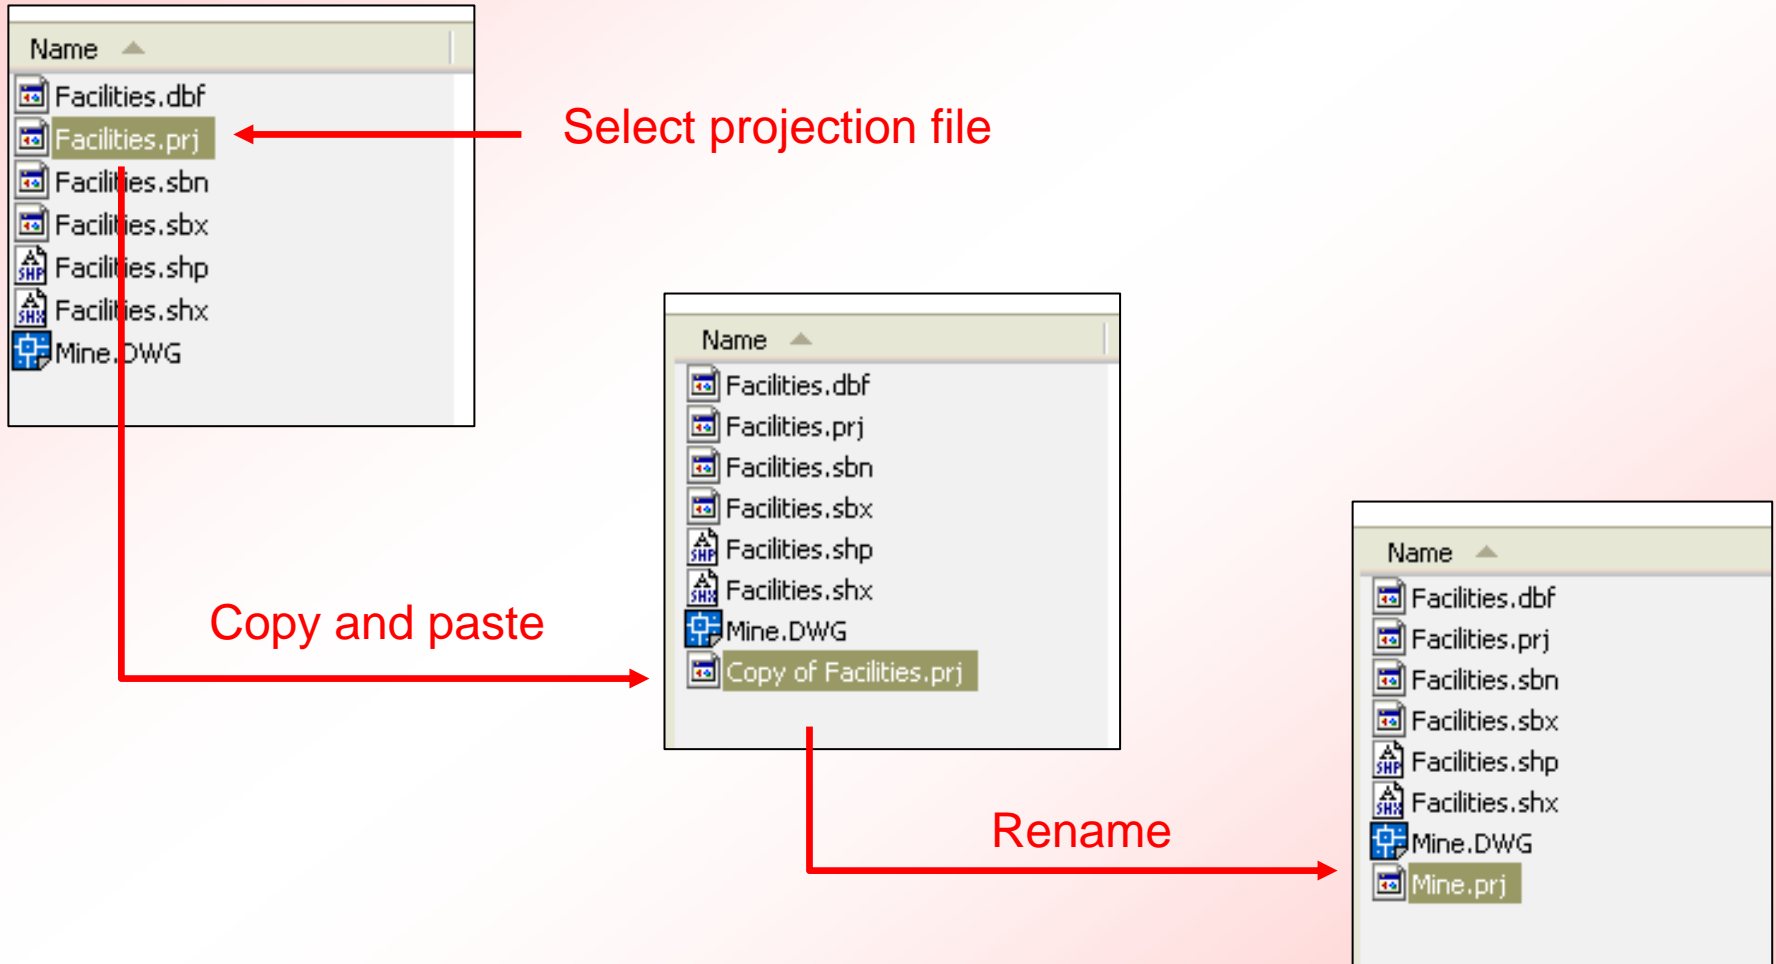 Name
Facilities.dbf
Facilities.prj
Facilities.sbn
Facilities.sbx
Facilities.shp
Facilities.shx
Mine.DWG
Select projection file
Copy and paste
Name
Facilities.dbf
Facilities.prj
Facilities.sbn
Facilities.sbx
Facilities.shp
Facilities.shx
Mine.DWG
Copy of Facilities.prj
Rename
Name
Facilities.dbf
Facilities.prj
Facilities.sbn
Facilities.sbx
Facilities.shp
Facilities.shx
Mine.DWG
Mine.prj